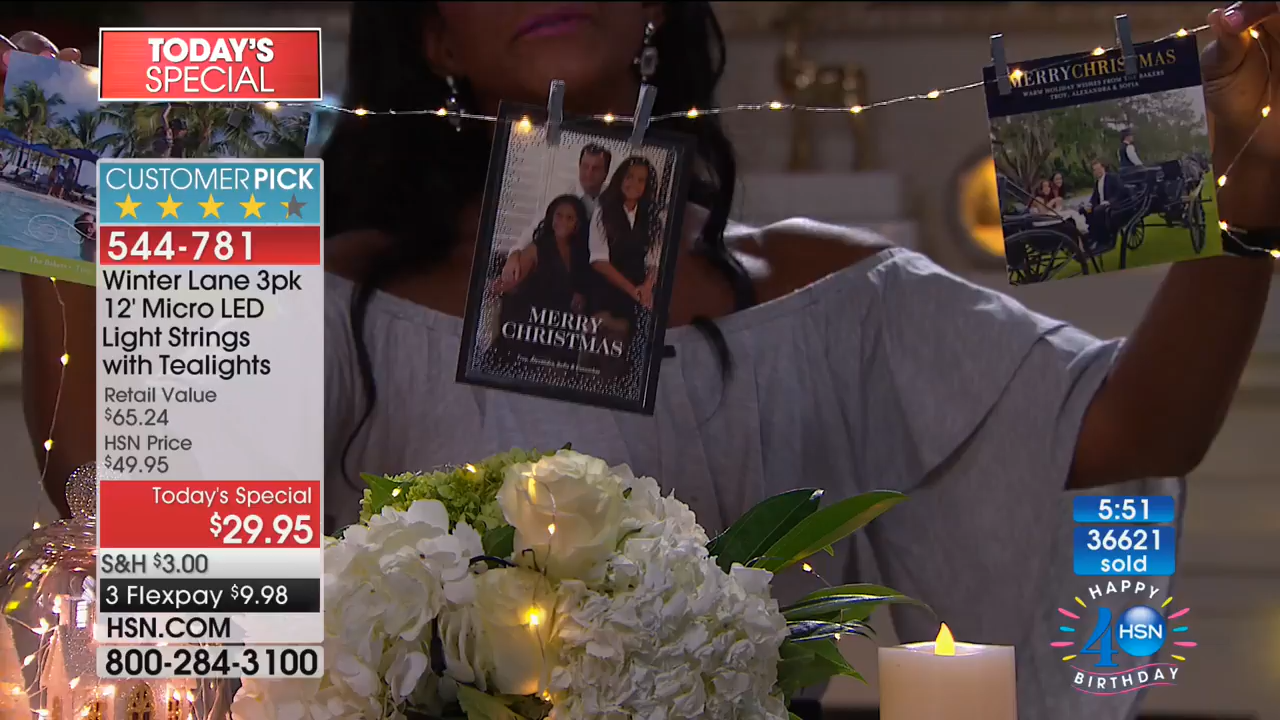 TODAY'S
SPECIAL
CUSTOMER PICK
544-781
Winter Lane 3pk
12' Micro LED
Light Strings
with Tealights
Retail Value
$65.24
HSN Price
$49.95
Today's Special
$29.95
S&H $3.00
3 Flexpay $9.98
HSN.COM
800-284-3100
MERRY
CHRISTMAS
MERRY CHRISTMAS
WARM HOLIDAY WISHES FROM THE BAKERS
TROY, ALEXANDRA & SOFIA
5:51
36621
sold
HAPPY
40 HSN
BIRTHDAY